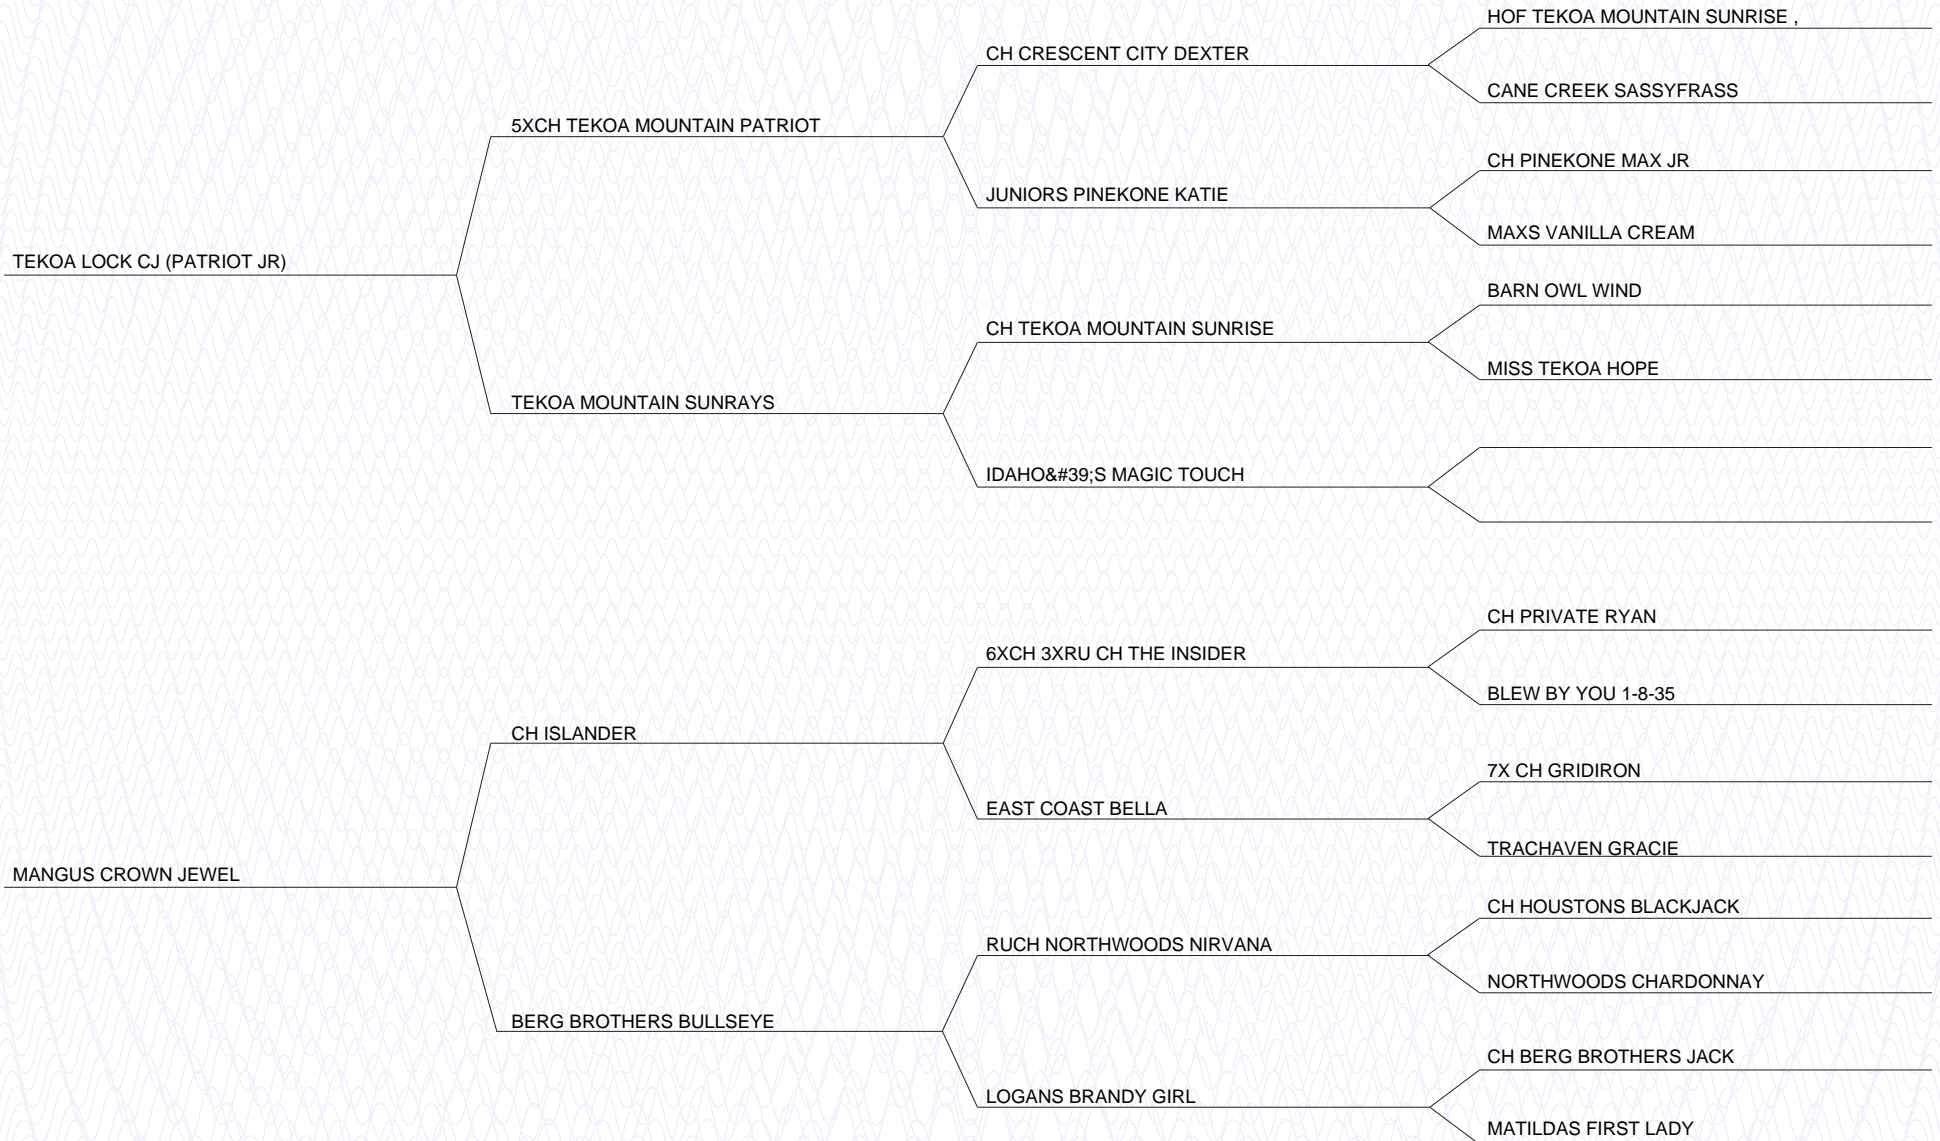 HOF TEKOA MOUNTAIN SUNRISE ,
CH CRESCENT CITY DEXTER
CANE CREEK SASSYFRASS
5XCH TEKOA MOUNTAIN PATRIOT
CH PINEKONE MAX JR
JUNIORS PINEKONE KATIE
MAXS VANILLA CREAM
TEKOA LOCK CJ (PATRIOT JR)
BARN OWL WIND
CH TEKOA MOUNTAIN SUNRISE
MISS TEKOA HOPE
TEKOA MOUNTAIN SUNRAYS
IDAHO&#39;S MAGIC TOUCH
CH PRIVATE RYAN
6XCH 3XRU CH THE INSIDER
BLEW BY YOU 1-8-35
CH ISLANDER
7X CH GRIDIRON
EAST COAST BELLA
TRACHAVEN GRACIE
MANGUS CROWN JEWEL
CH HOUSTONS BLACKJACK
RUCH NORTHWOODS NIRVANA
NORTHWOODS CHARDONNAY
BERG BROTHERS BULLSEYE
CH BERG BROTHERS JACK
LOGANS BRANDY GIRL
MATILDAS FIRST LADY